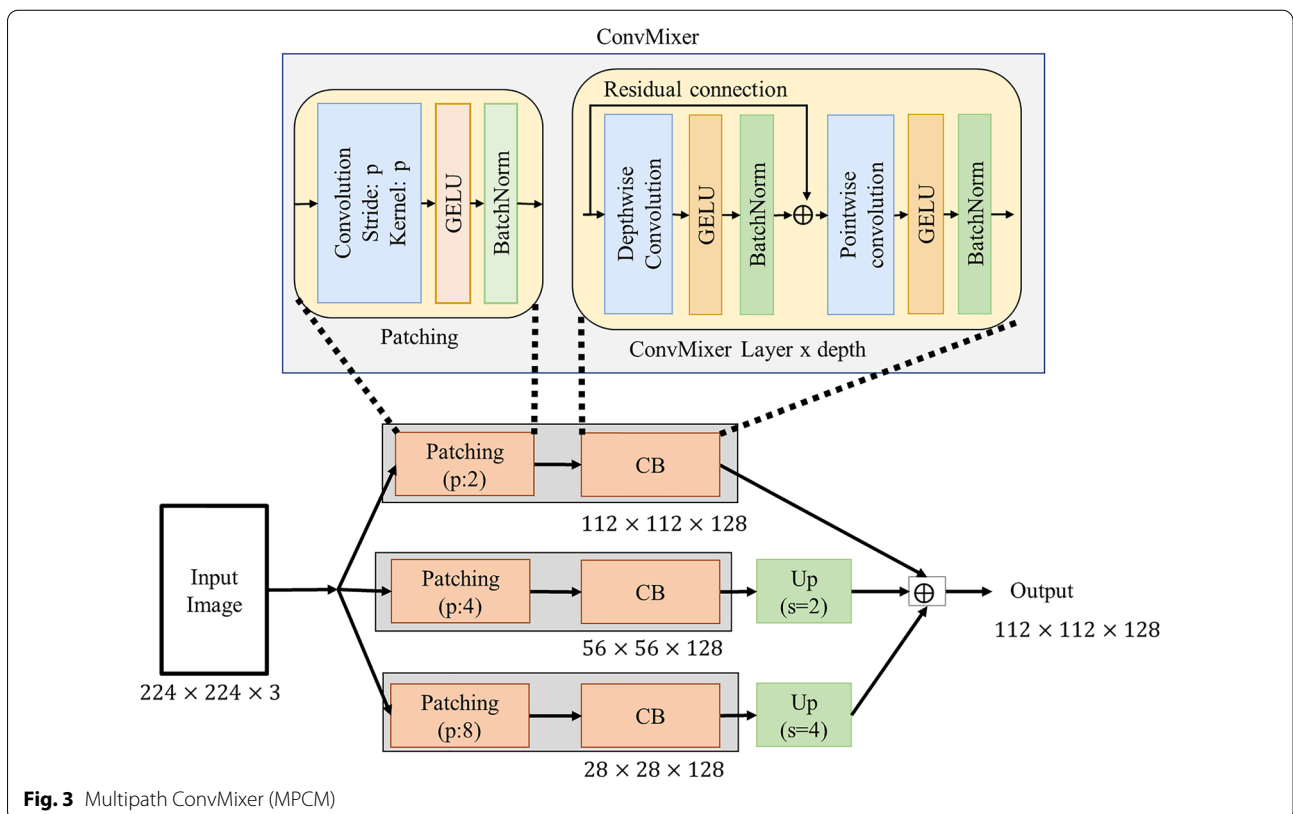 ConvMixer
Residual connection
Convolution
Stride: p
Kernel: p
GELU
BatchNorm
Depthwise
Convolution
GELU
BatchNorm
⊕
Pointwise
convolution
GELU
BatchNorm
Patching
ConvMixer Layer x depth
Patching
(p:2)
CB
112 × 112 × 128
Input
Image
224 × 224 × 3
Patching
(p:4)
CB
56 × 56 × 128
Up
(s=2)
⊕
Output
112 × 112 × 128
Patching
(p:8)
CB
28 × 28 × 128
Up
(s=4)
Fig. 3 Multipath ConvMixer (MPCM)